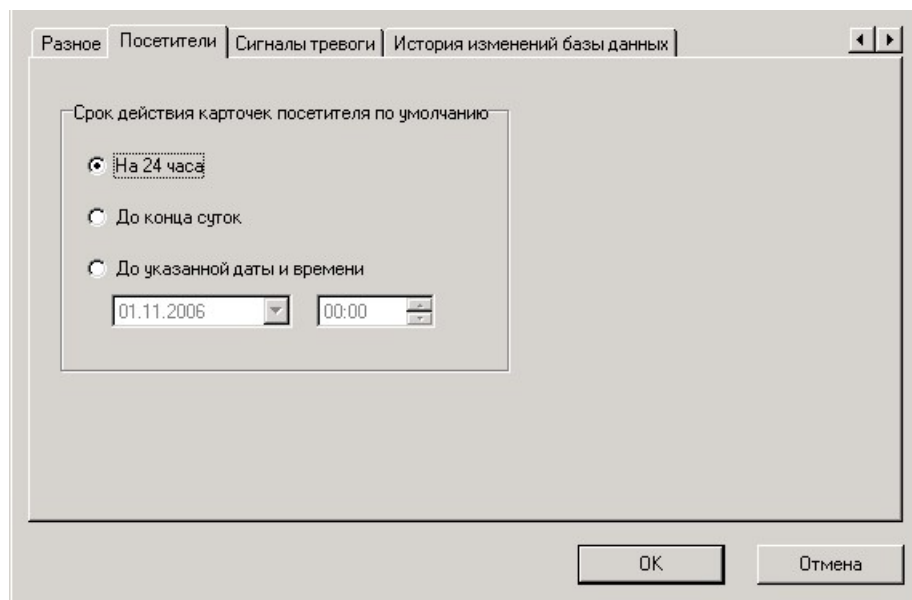 Разное Посетители Сигналы тревоги История изменений базы данных
Срок действия карточек посетителя по умолчанию
На 24 часа
До конца суток
До указанной даты и времени
01.11.2006 00:00
OK Отмена